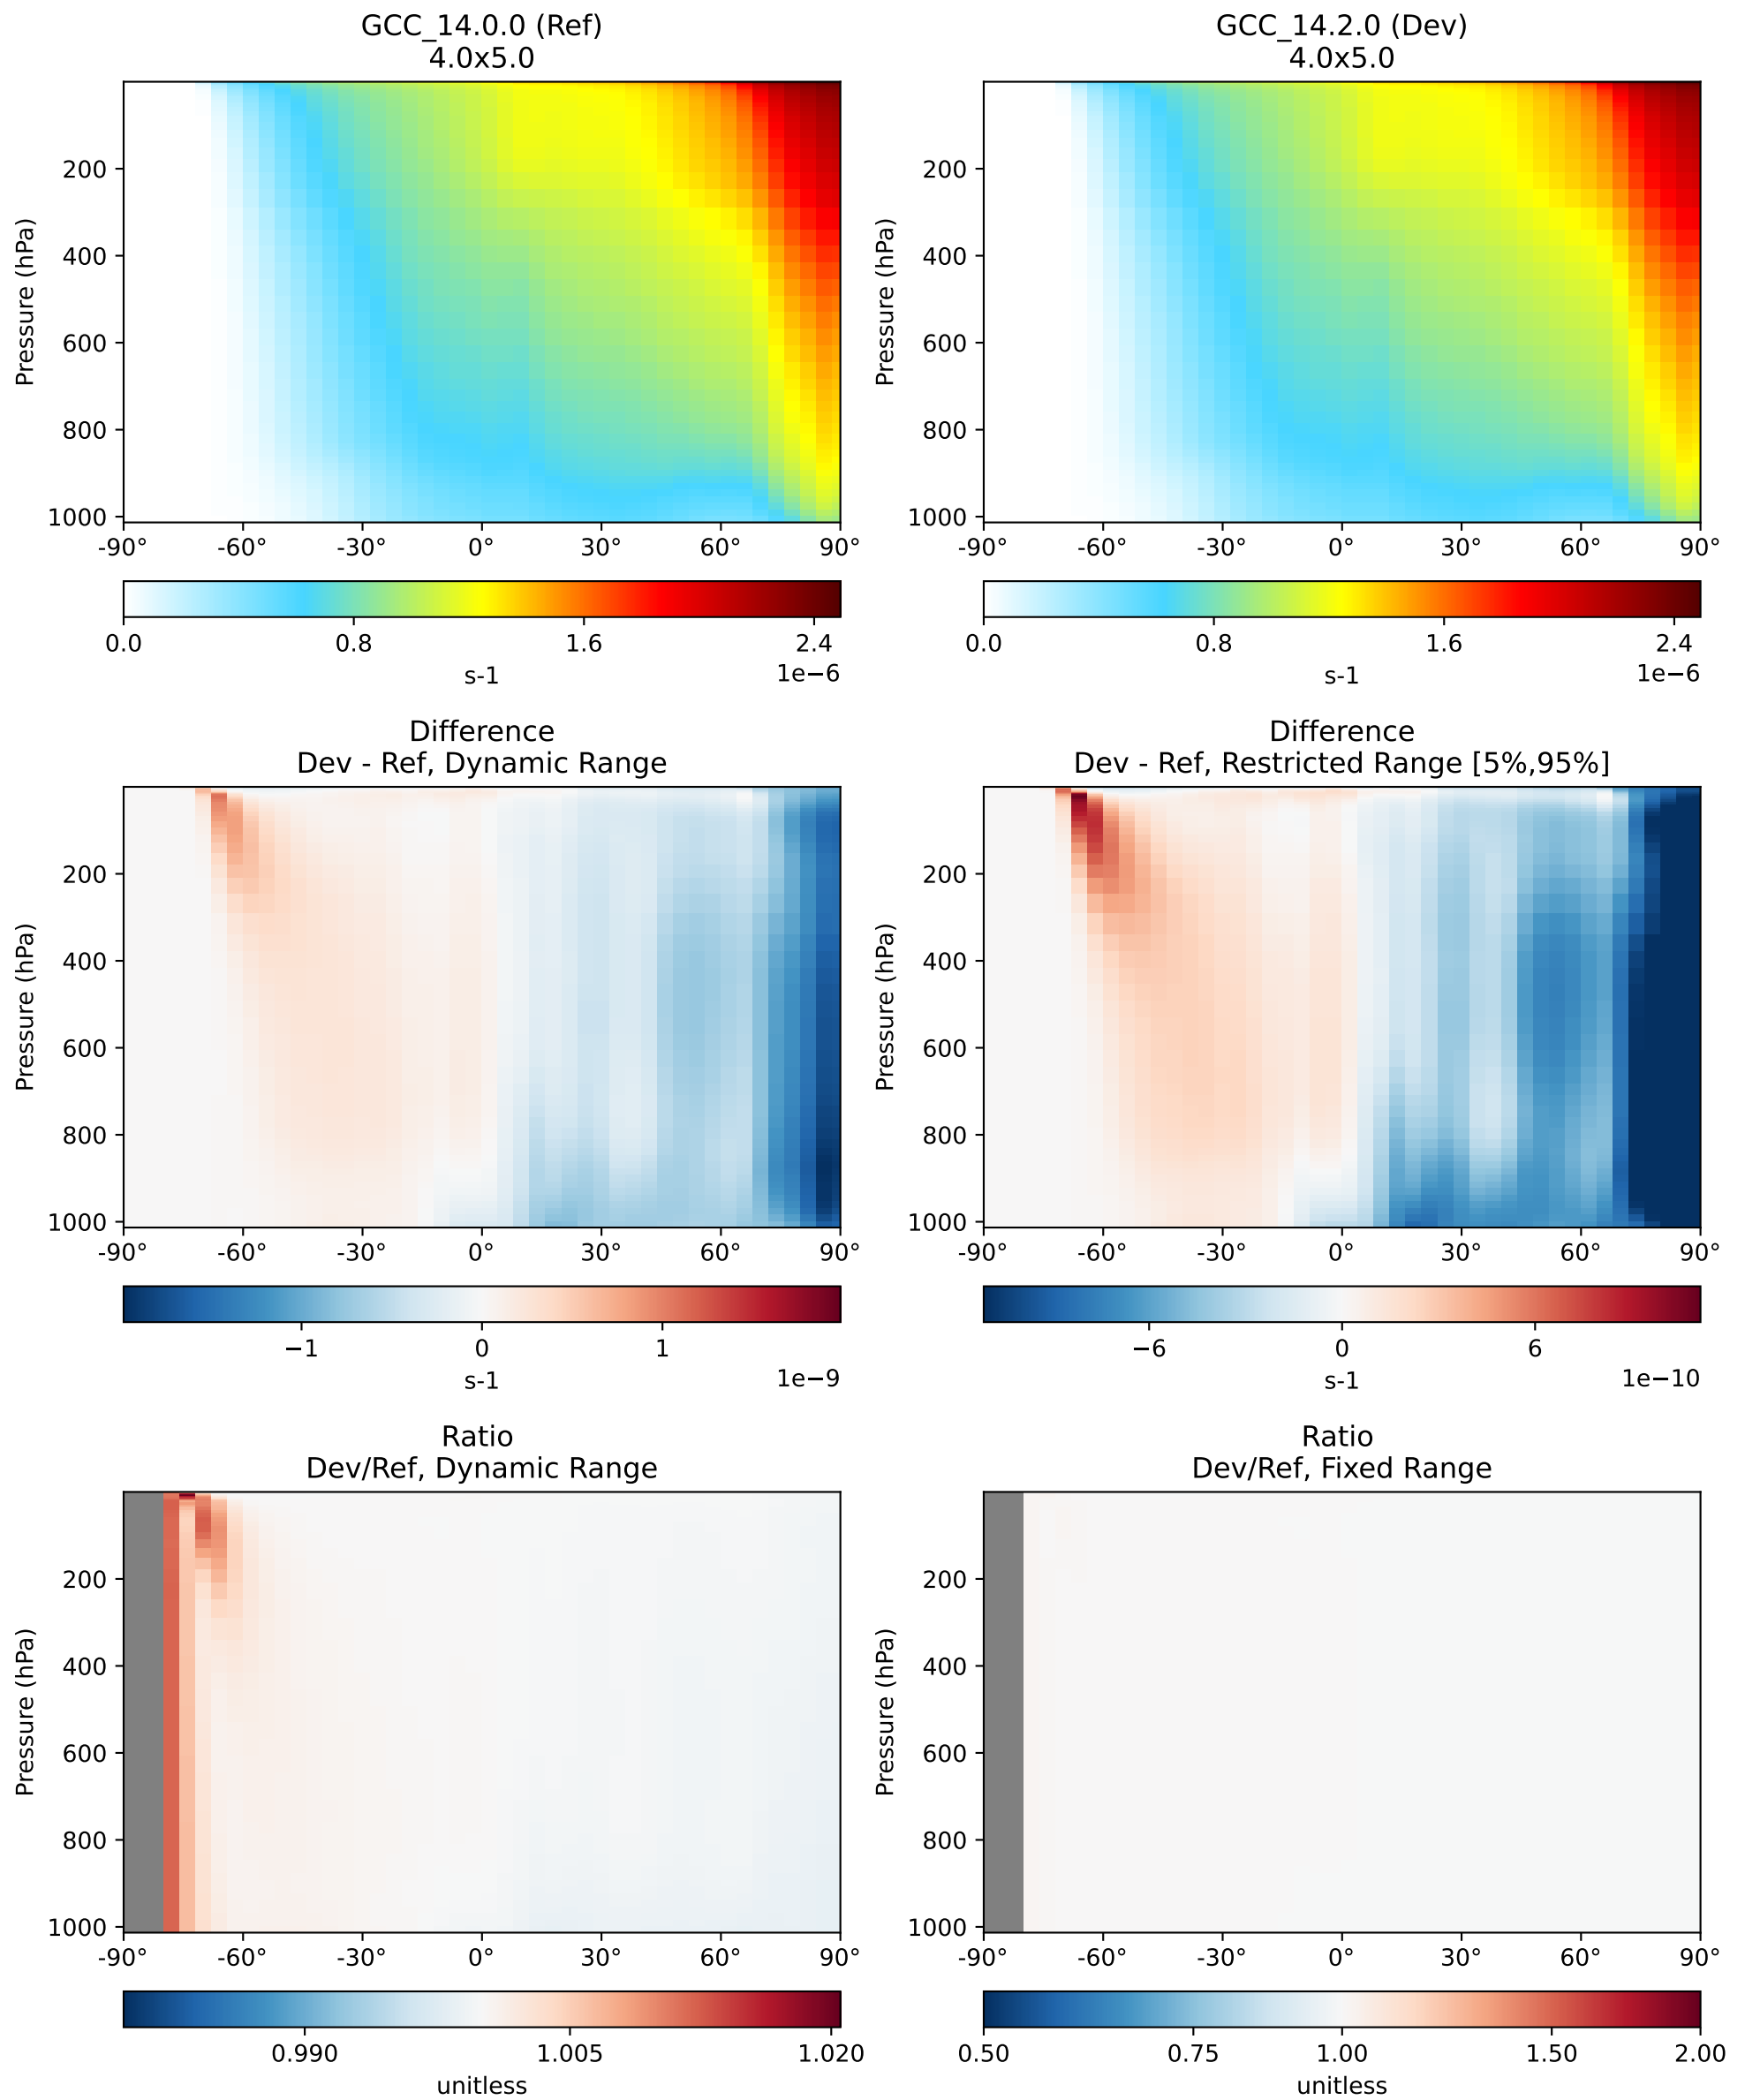 GCC_14.0.0 (Ref)
4.0x5.0
Pressure (hPa)
200
400
600
800
1000
-90° -60° -30° 0° 30° 60° 90°
0.0 0.8 1.6 2.4
s-1
1e−6
GCC_14.2.0 (Dev)
4.0x5.0
Pressure (hPa)
200
400
600
800
1000
-90° -60° -30° 0° 30° 60° 90°
0.0 0.8 1.6 2.4
s-1
1e−6
Difference
Dev - Ref, Dynamic Range
Pressure (hPa)
200
400
600
800
1000
-90° -60° -30° 0° 30° 60° 90°
−1 0 1
s-1
1e−9
Difference
Dev - Ref, Restricted Range [5%,95%]
Pressure (hPa)
200
400
600
800
1000
-90° -60° -30° 0° 30° 60° 90°
−6 0 6
s-1
1e−10
Ratio
Dev/Ref, Dynamic Range
Pressure (hPa)
200
400
600
800
1000
-90° -60° -30° 0° 30° 60° 90°
0.990 1.005 1.020
unitless
Ratio
Dev/Ref, Fixed Range
Pressure (hPa)
200
400
600
800
1000
-90° -60° -30° 0° 30° 60° 90°
0.50 0.75 1.00 1.50 2.00
unitless